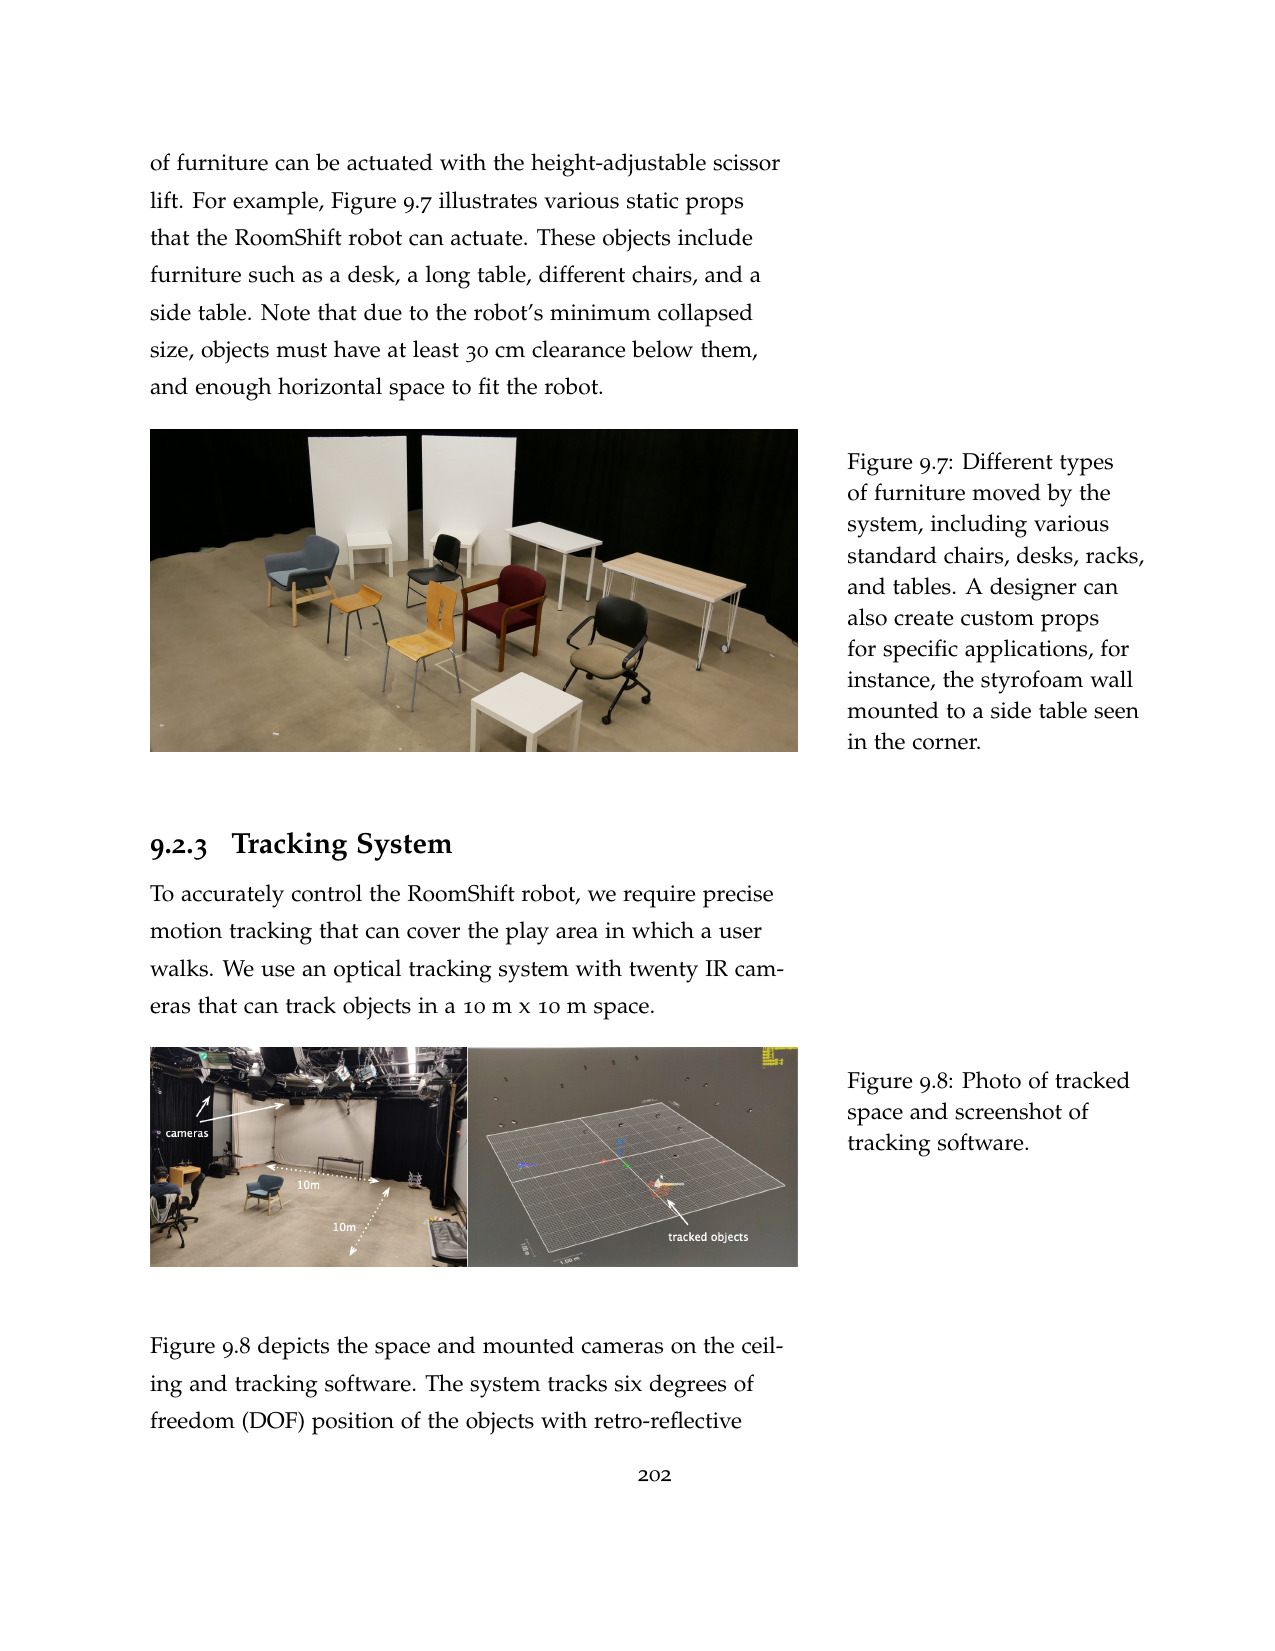 of furniture can be actuated with the height-adjustable scissor
lift. For example, Figure 9.7 illustrates various static props
that the RoomShift robot can actuate. These objects include
furniture such as a desk, a long table, different chairs, and a
side table. Note that due to the robot’s minimum collapsed
size, objects must have at least 30 cm clearance below them,
and enough horizontal space to fit the robot.
Figure 9.7: Different types
of furniture moved by the
system, including various
standard chairs, desks, racks,
and tables. A designer can
also create custom props
for specific applications, for
instance, the styrofoam wall
mounted to a side table seen
in the corner.
9.2.3 Tracking System
To accurately control the RoomShift robot, we require precise
motion tracking that can cover the play area in which a user
walks. We use an optical tracking system with twenty IR cam-
eras that can track objects in a 10 m x 10 m space.
cameras
10m
10m
tracked objects
1.00 m
Figure 9.8: Photo of tracked
space and screenshot of
tracking software.
Figure 9.8 depicts the space and mounted cameras on the ceil-
ing and tracking software. The system tracks six degrees of
freedom (DOF) position of the objects with retro-reflective
202